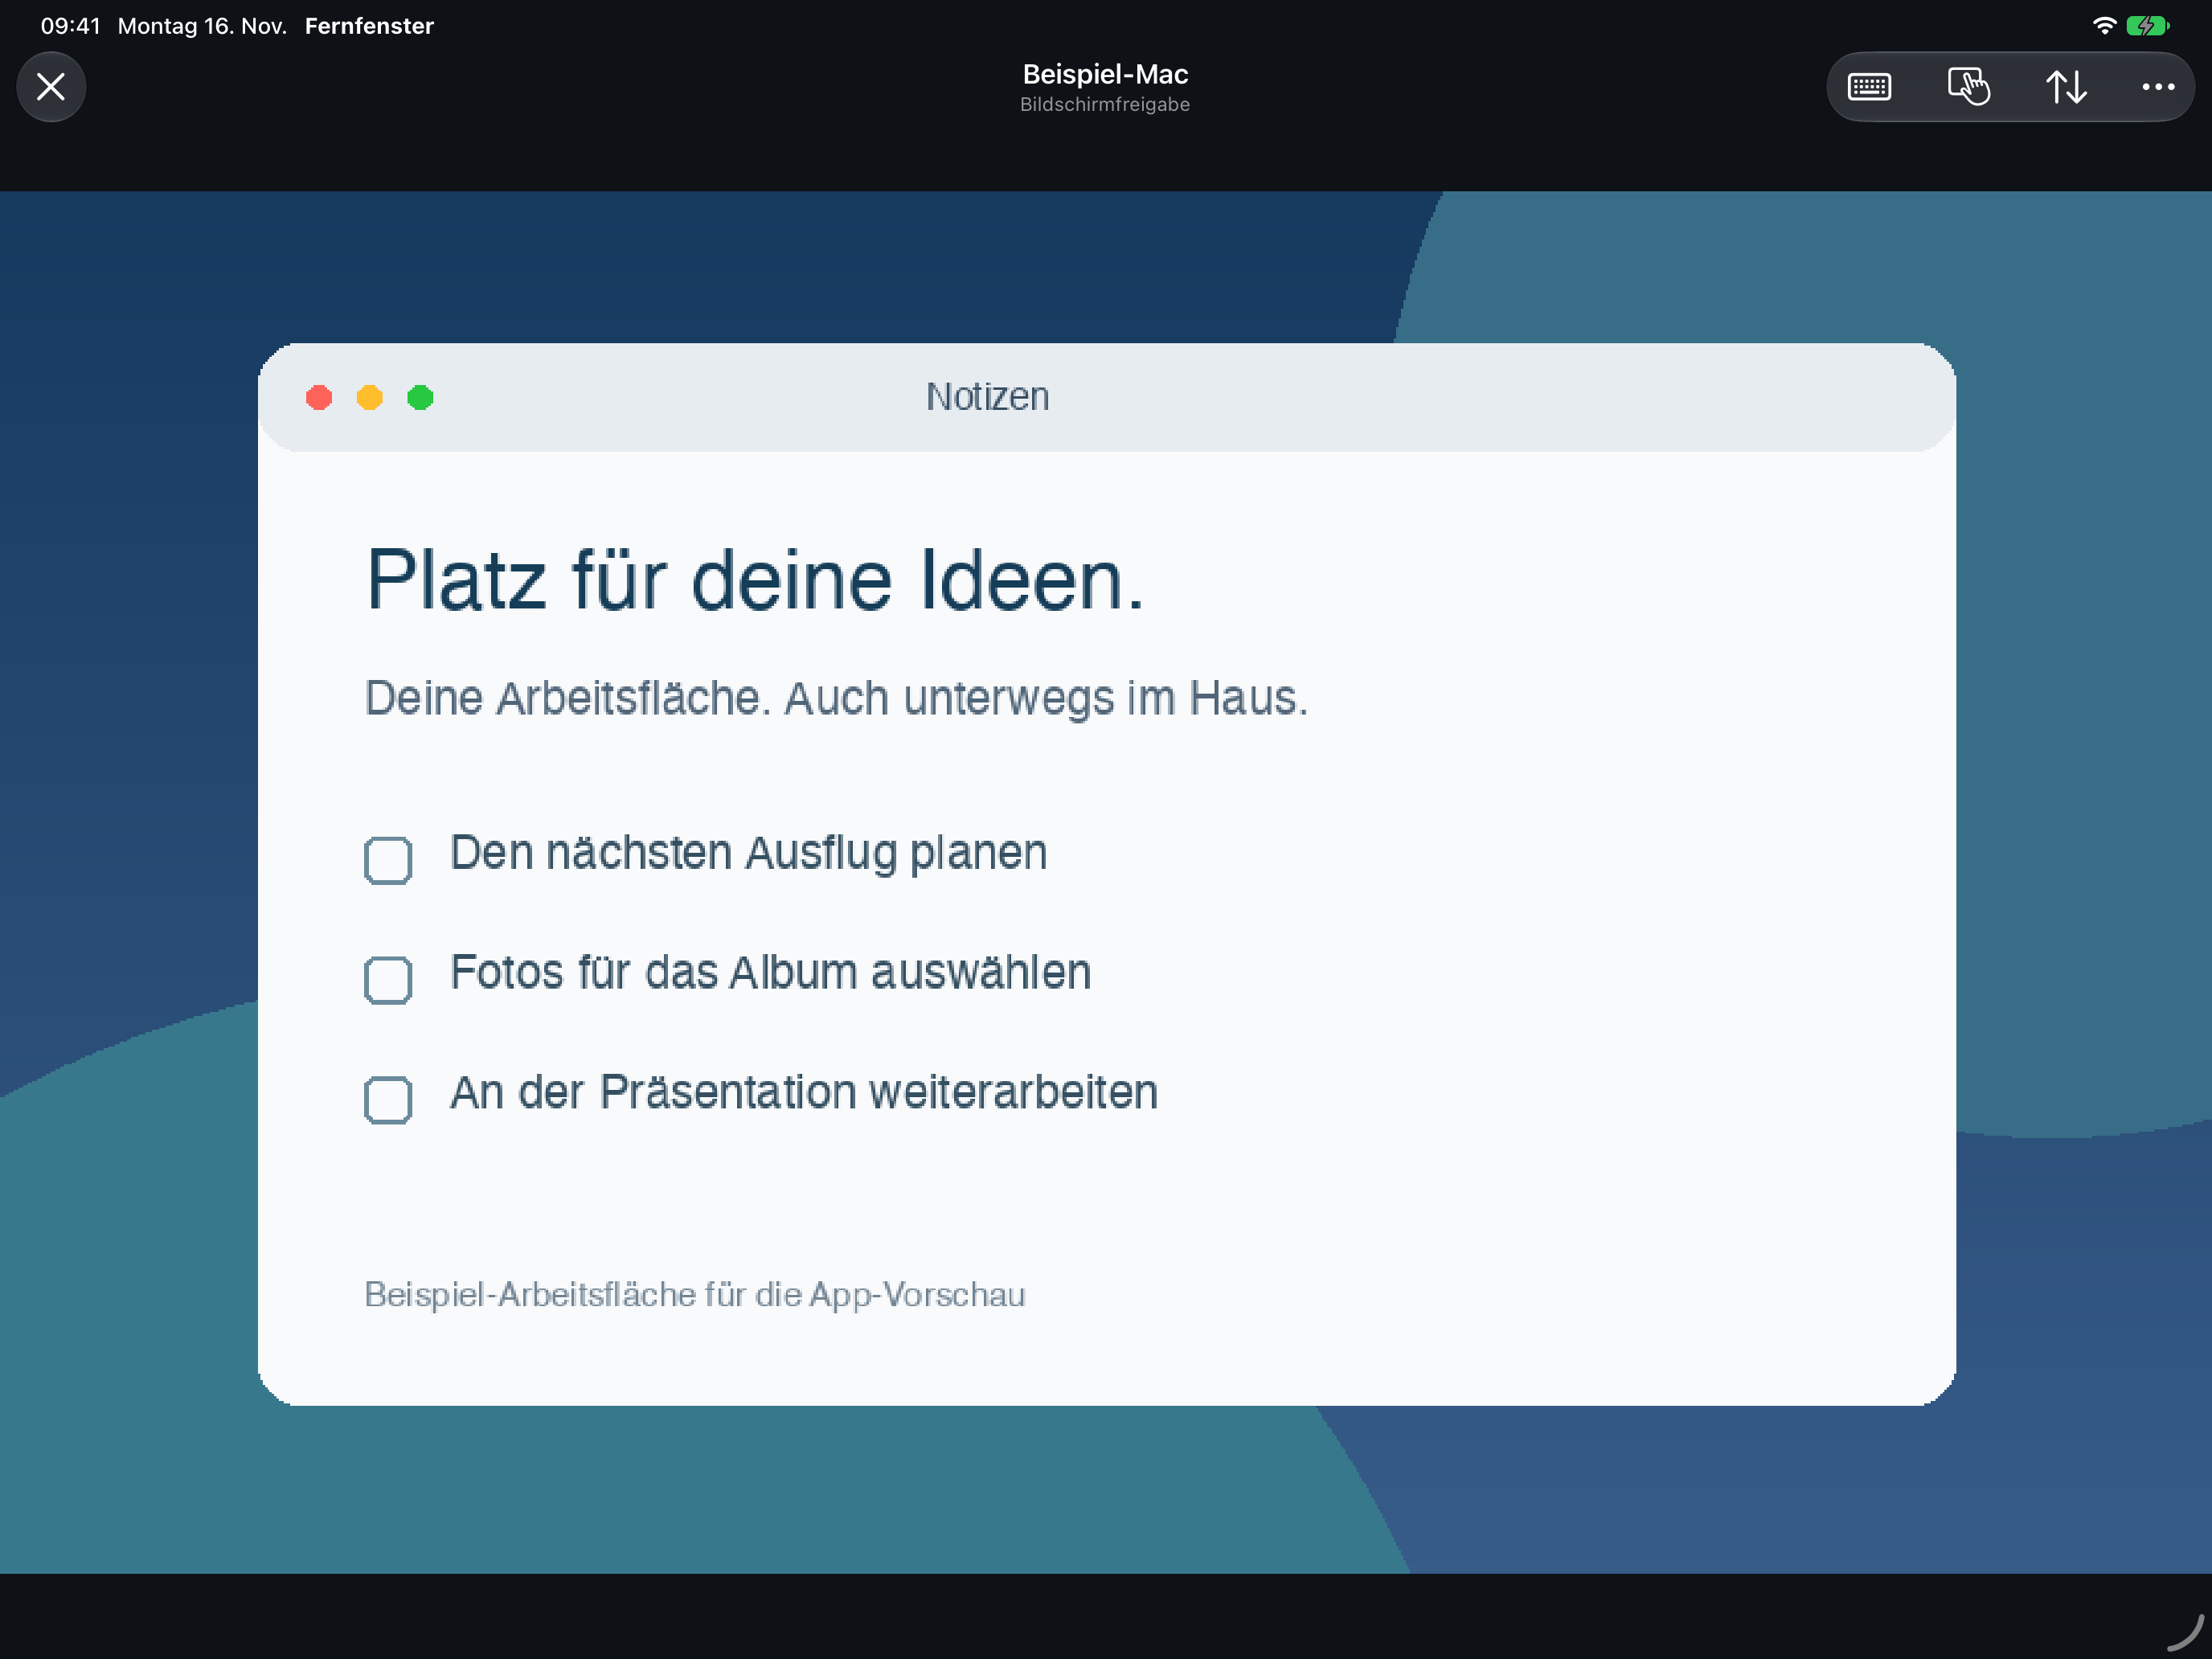 09:41 Montag 16. Nov. Fernfenster
Beispiel-Mac
Bildschirmfreigabe
Notizen
Platz für deine Ideen.
Deine Arbeitsfläche. Auch unterwegs im Haus.
Den nächsten Ausflug planen
Fotos für das Album auswählen
An der Präsentation weiterarbeiten
Beispiel-Arbeitsfläche für die App-Vorschau